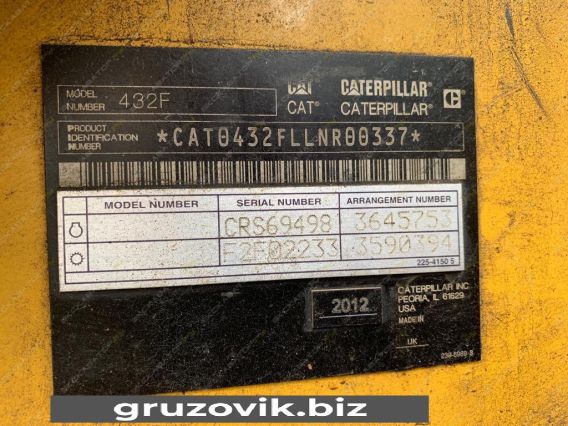 MODEL NUMBER 432F
CAT CATERPILLAR C
CAT® CATERPILLAR®
PRODUCT IDENTIFICATION NUMBER *CAT0432FLLNR00337*
MODEL NUMBER SERIAL NUMBER ARRANGEMENT NUMBER
CRS69498 3645753
F2F02233 3590394
225-4150 5
2012
CATERPILLAR INC.
PEORIA, IL 61629
USA
MADE IN
UK
gruzovik.biz